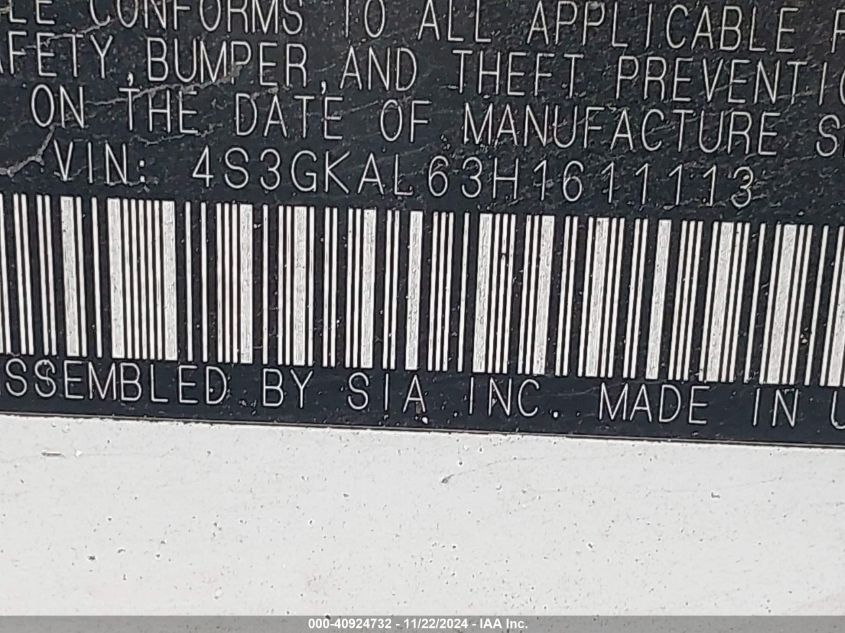 CONFORMS TO ALL APPLICABLE
SAFETY, BUMPER, AND THEFT PREVENTIO
ON THE DATE OF MANUFACTURE
VIN: 4S3GKAL63H1611113
ASSEMBLED BY SIA INC. MADE IN U
000-40924732 - 11/22/2024 - IAA Inc.